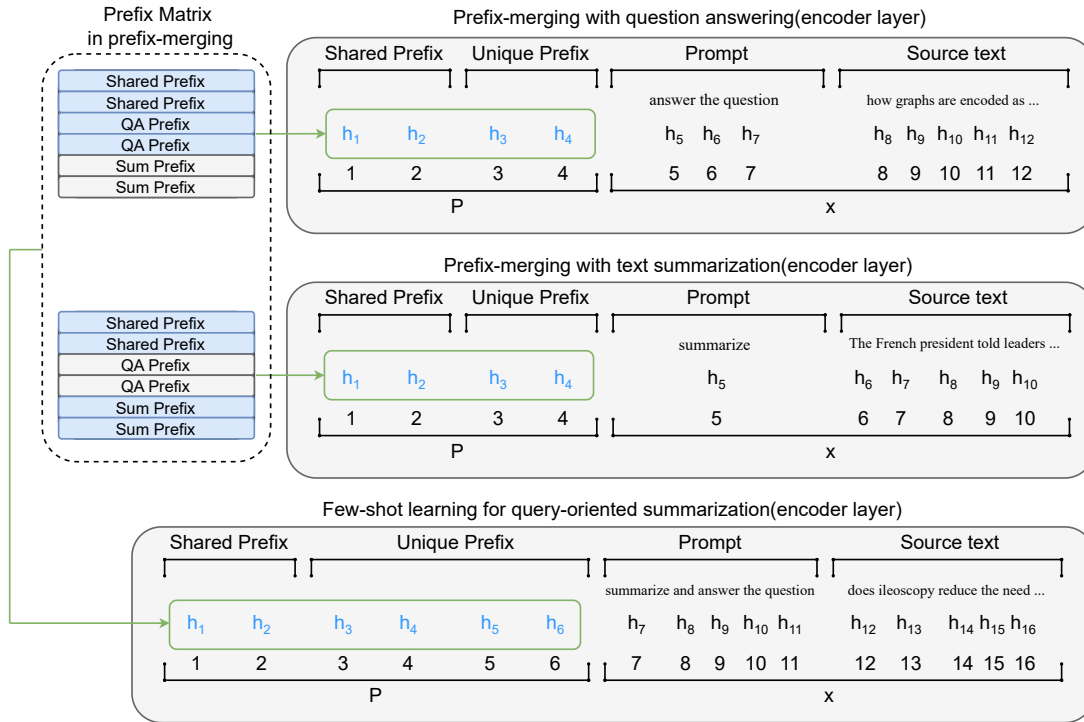 Prefix Matrix
in prefix-merging
Shared Prefix
Shared Prefix
QA Prefix
QA Prefix
Sum Prefix
Sum Prefix
Shared Prefix
Shared Prefix
QA Prefix
QA Prefix
Sum Prefix
Sum Prefix
Prefix-merging with question answering(encoder layer)
Shared Prefix Unique Prefix Prompt Source text
answer the question how graphs are encoded as ...
h1 h2 h3 h4 h5 h6 h7 h8 h9 h10 h11 h12
1 2 3 4 5 6 7 8 9 10 11 12
P x
Prefix-merging with text summarization(encoder layer)
Shared Prefix Unique Prefix Prompt Source text
summarize The French president told leaders ...
h1 h2 h3 h4 h5 h6 h7 h8 h9 h10
1 2 3 4 5 6 7 8 9 10
P x
Few-shot learning for query-oriented summarization(encoder layer)
Shared Prefix Unique Prefix Prompt Source text
summarize and answer the question does ileoscopy reduce the need ...
h1 h2 h3 h4 h5 h6 h7 h8 h9 h10 h11 h12 h13 h14 h15 h16
1 2 3 4 5 6 7 8 9 10 11 12 13 14 15 16
P x